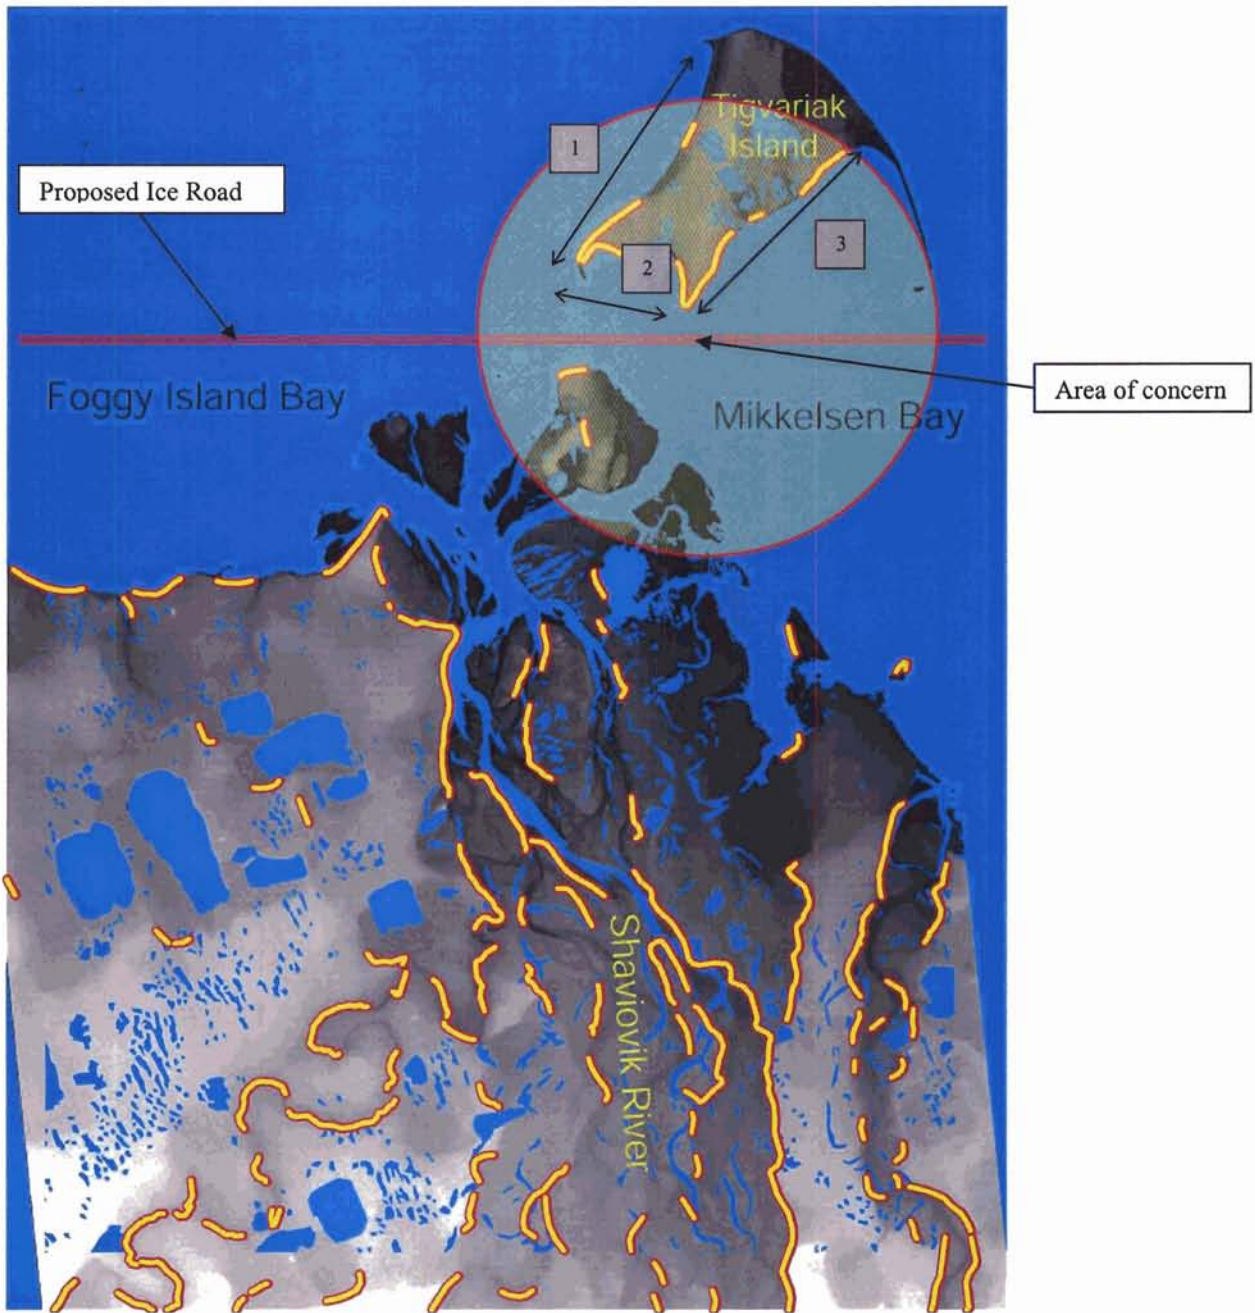 Tigvariak
Island
1
Proposed Ice Road
3
2
Foggy Island Bay
Mikkelsen Bay
Area of concern
Shaviovik River